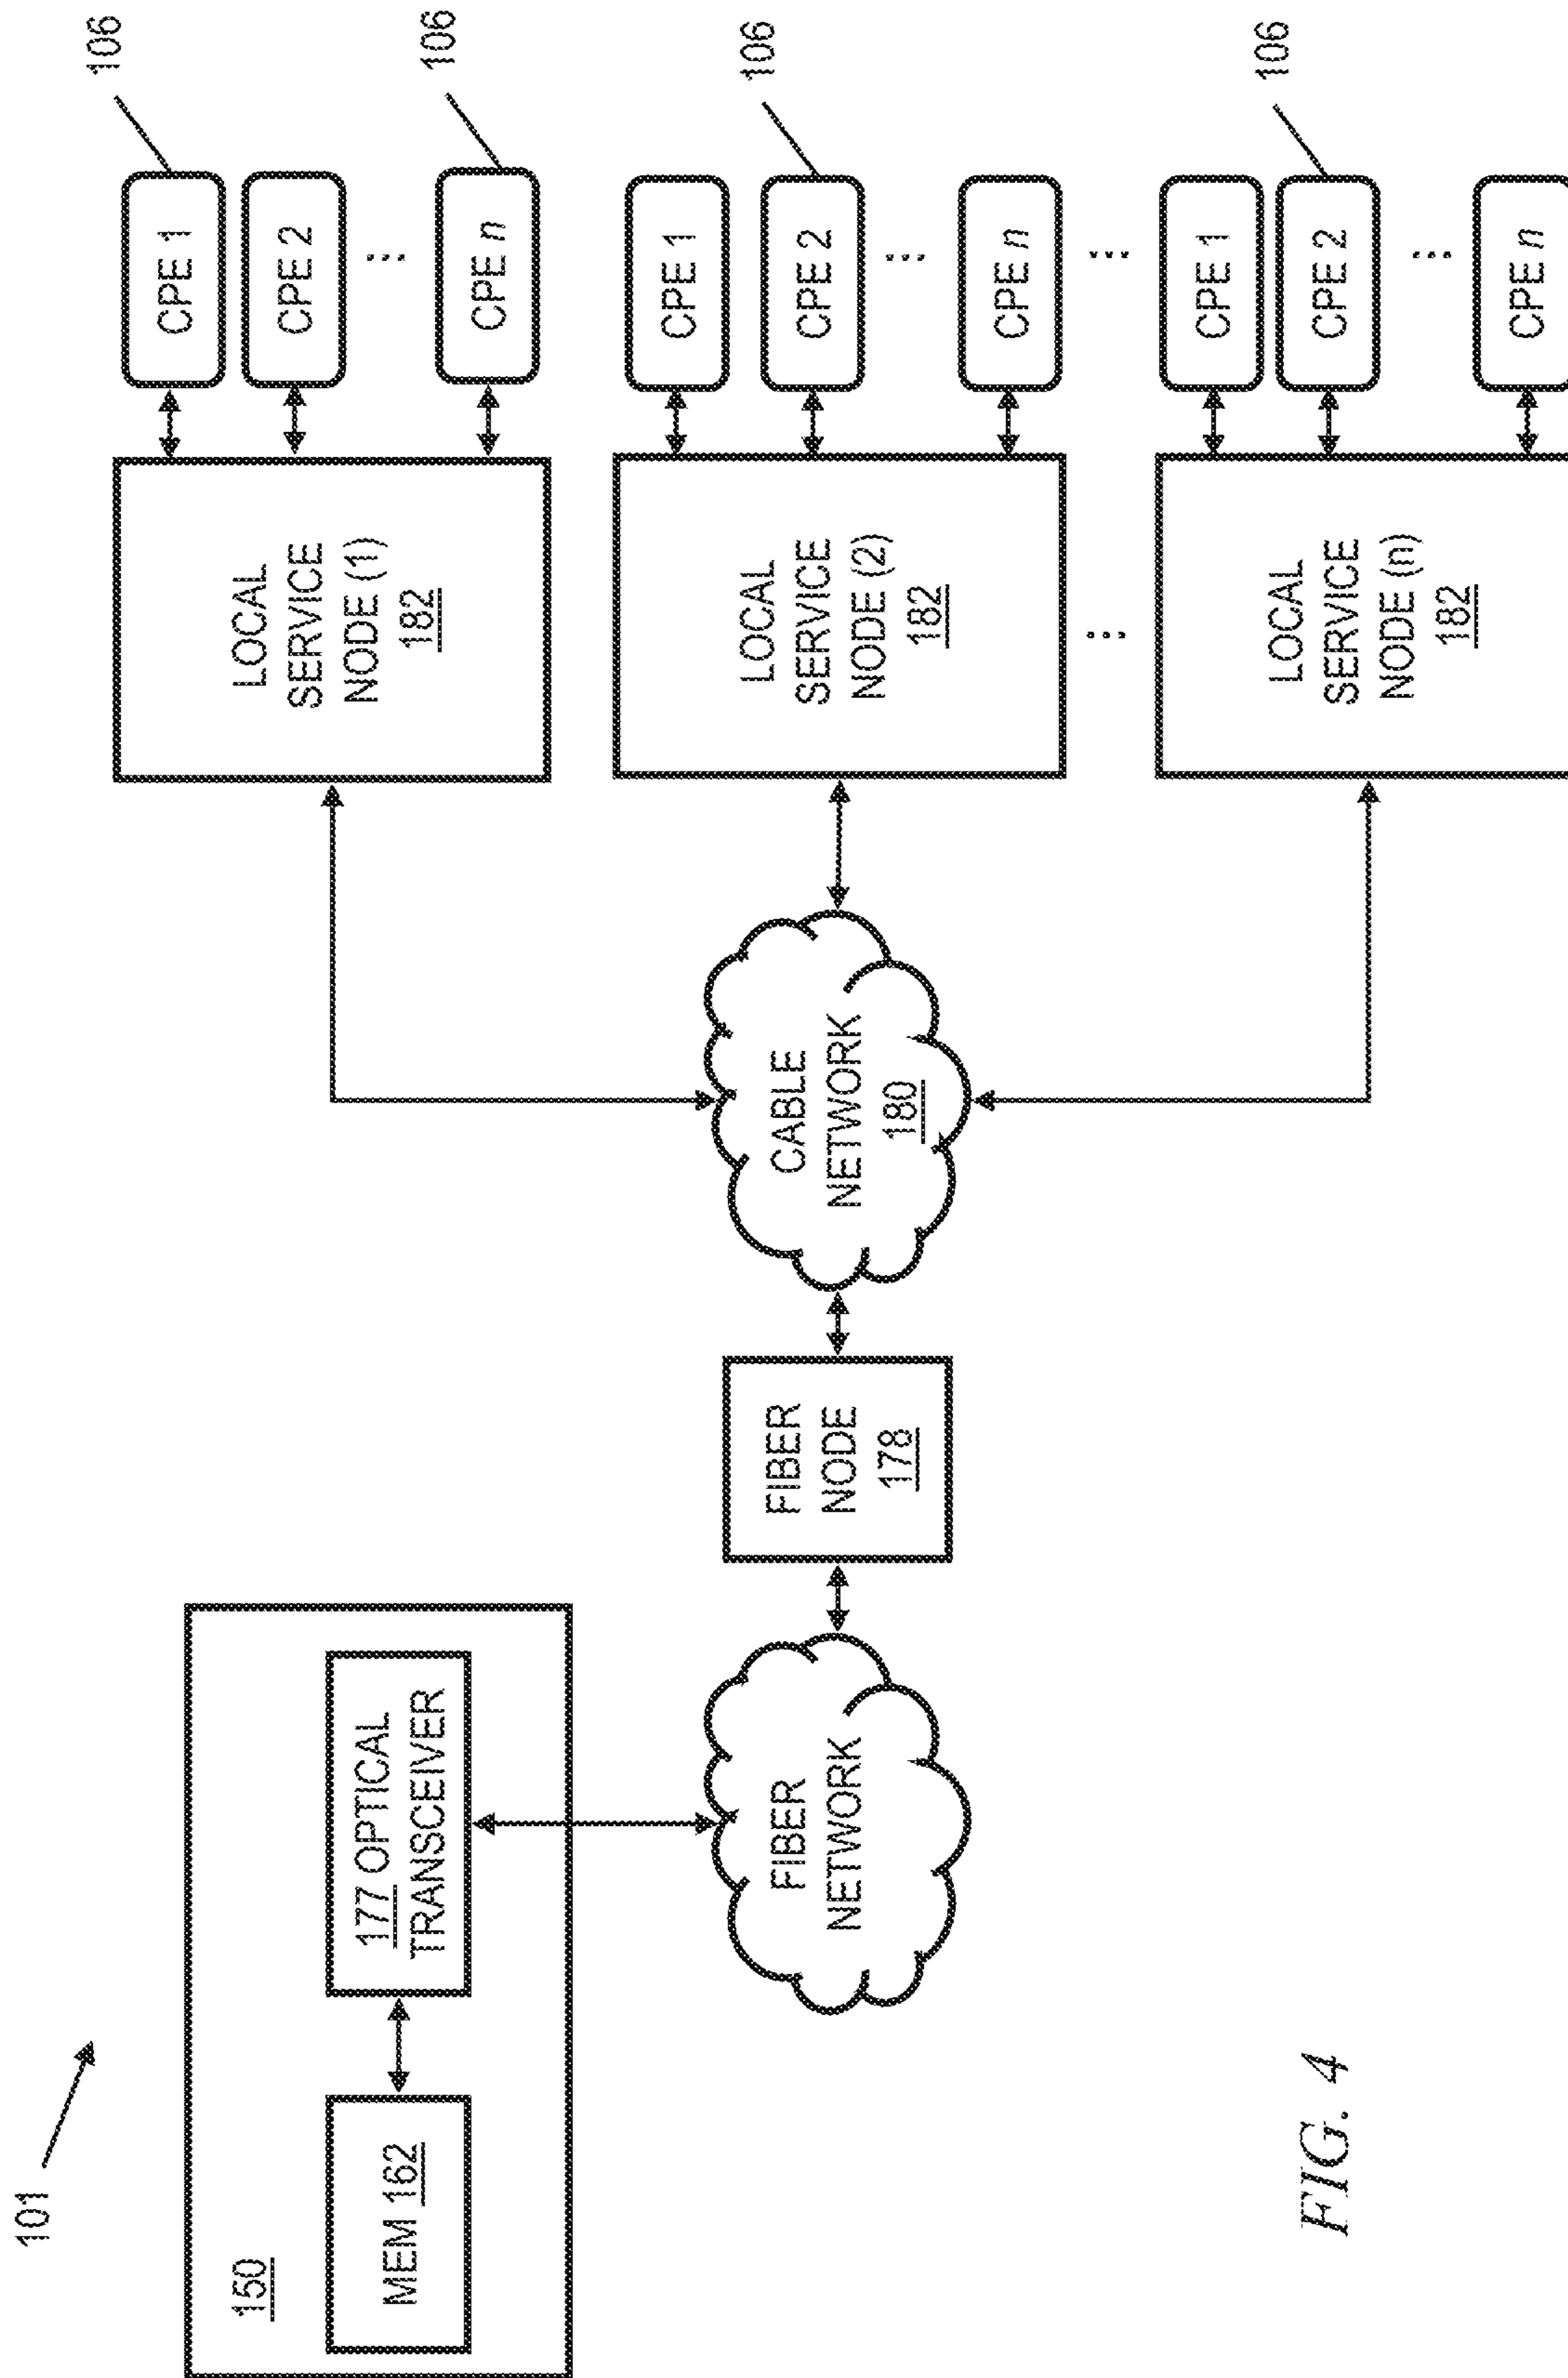 101
150
MEM 162
177 OPTICAL
TRANSCEIVER
FIBER
NETWORK
FIBER
NODE
178
CABLE
NETWORK
180
LOCAL
SERVICE
NODE (1)
182
CPE 1
106
CPE 2
...
CPE n
106
LOCAL
SERVICE
NODE (2)
182
CPE 1
CPE 2
106
...
CPE n
...
...
LOCAL
SERVICE
NODE (n)
182
CPE 1
CPE 2
106
...
CPE n
FIG. 4